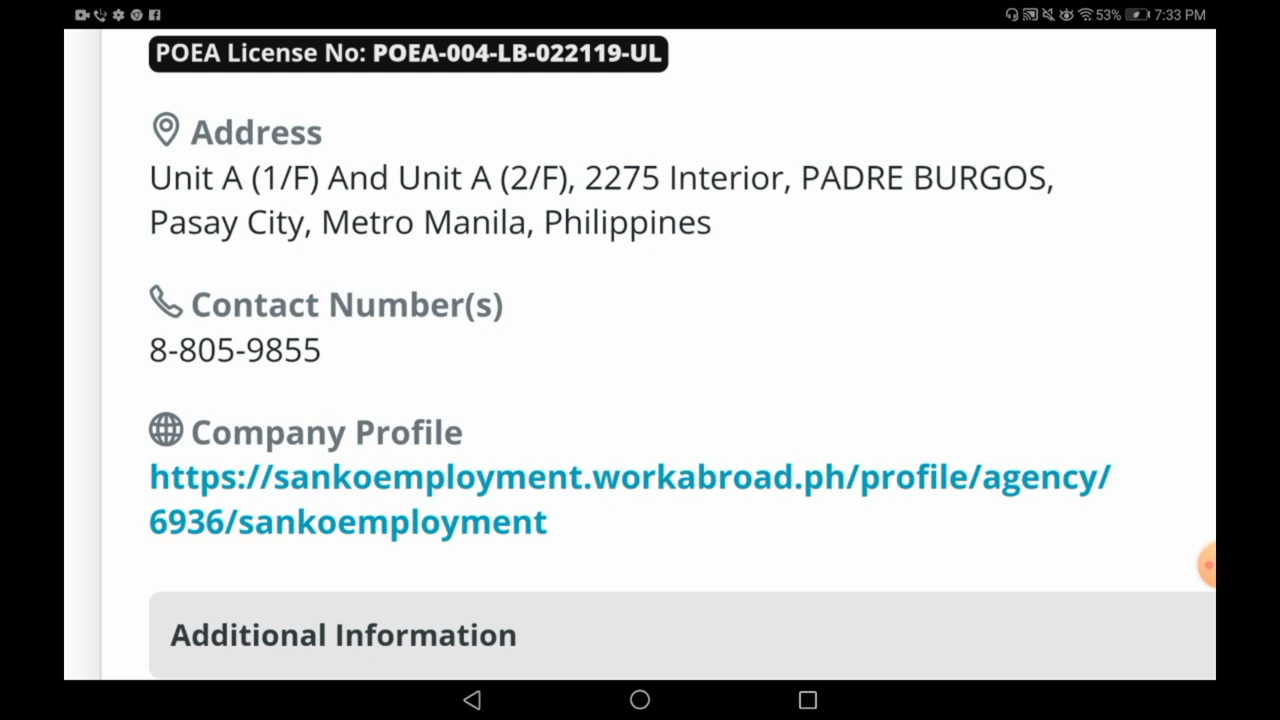 53% 7:33 PM
POEA License No: POEA-004-LB-022119-UL
Address
Unit A (1/F) And Unit A (2/F), 2275 Interior, PADRE BURGOS,
Pasay City, Metro Manila, Philippines
Contact Number(s)
8-805-9855
Company Profile
https://sankoemployment.workabroad.ph/profile/agency/
6936/sankoemployment
Additional Information